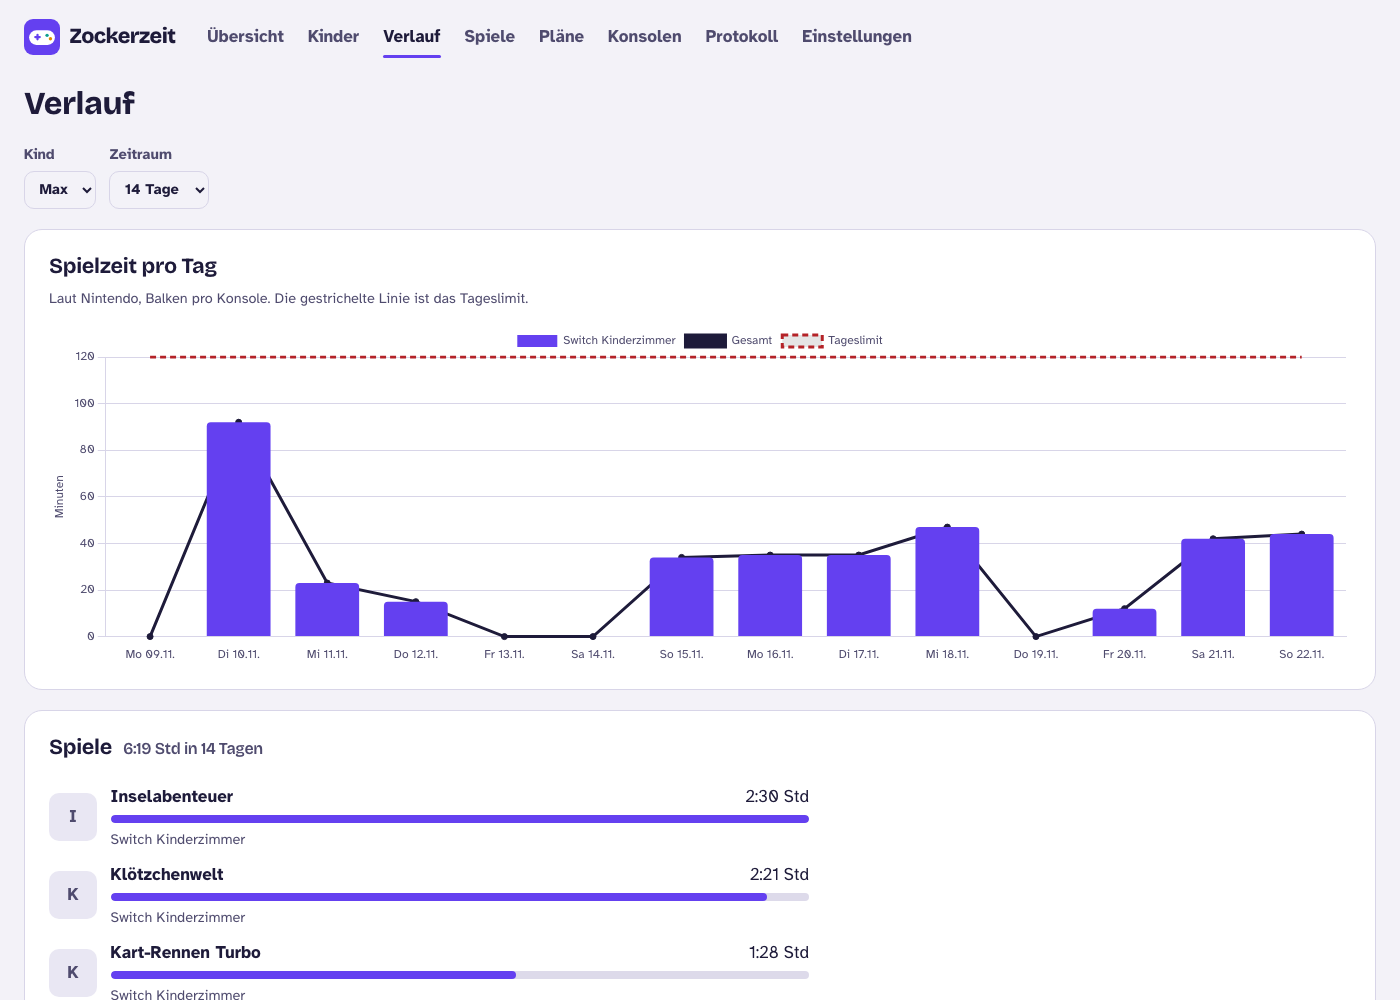 Zockerzeit Übersicht Kinder Verlauf Spiele Pläne Konsolen Protokoll Einstellungen
Verlauf
Kind Zeitraum
Max 14 Tage
Spielzeit pro Tag
Laut Nintendo, Balken pro Konsole. Die gestrichelte Linie ist das Tageslimit.
Switch Kinderzimmer Gesamt Tageslimit
120
100
80
60
40
20
0
Minuten
Mo 09.11. Di 10.11. Mi 11.11. Do 12.11. Fr 13.11. Sa 14.11. So 15.11. Mo 16.11. Di 17.11. Mi 18.11. Do 19.11. Fr 20.11. Sa 21.11. So 22.11.
Spiele 6:19 Std in 14 Tagen
I
Inselabenteuer 2:30 Std
Switch Kinderzimmer
K
Klötzchenwelt 2:21 Std
Switch Kinderzimmer
K
Kart-Rennen Turbo 1:28 Std
Switch Kinderzimmer